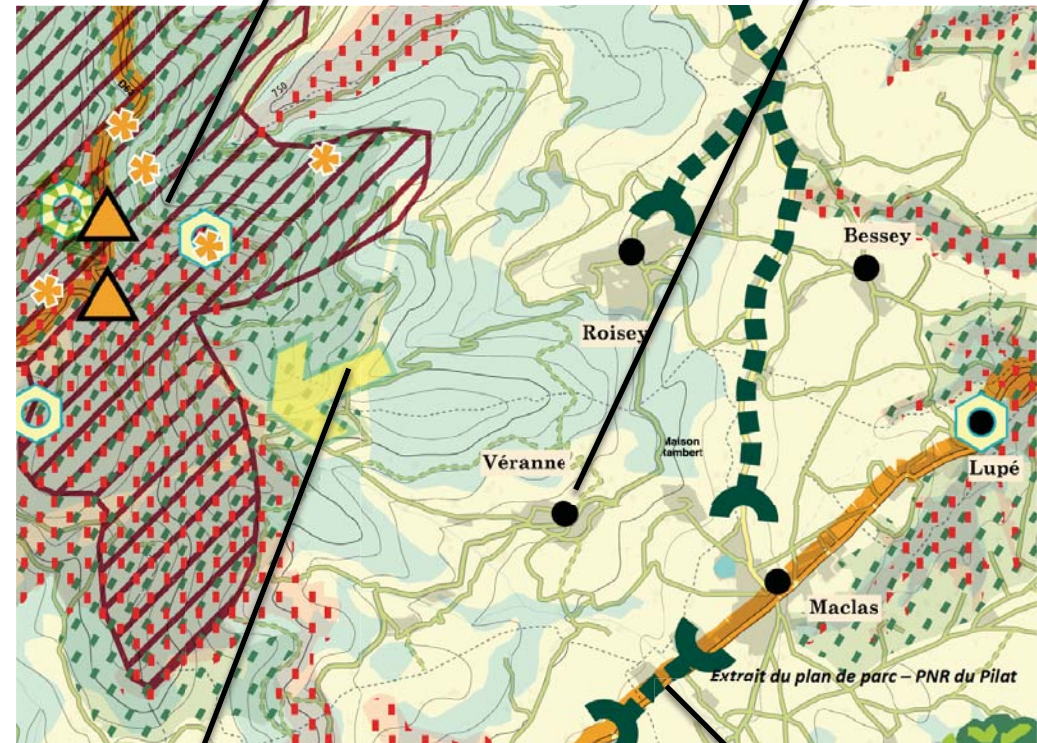 750
Bessey
Roisey
Maison
Rambert
Véranne
Lupé
Maclas
Extrait du plan de parc – PNR du Pilat